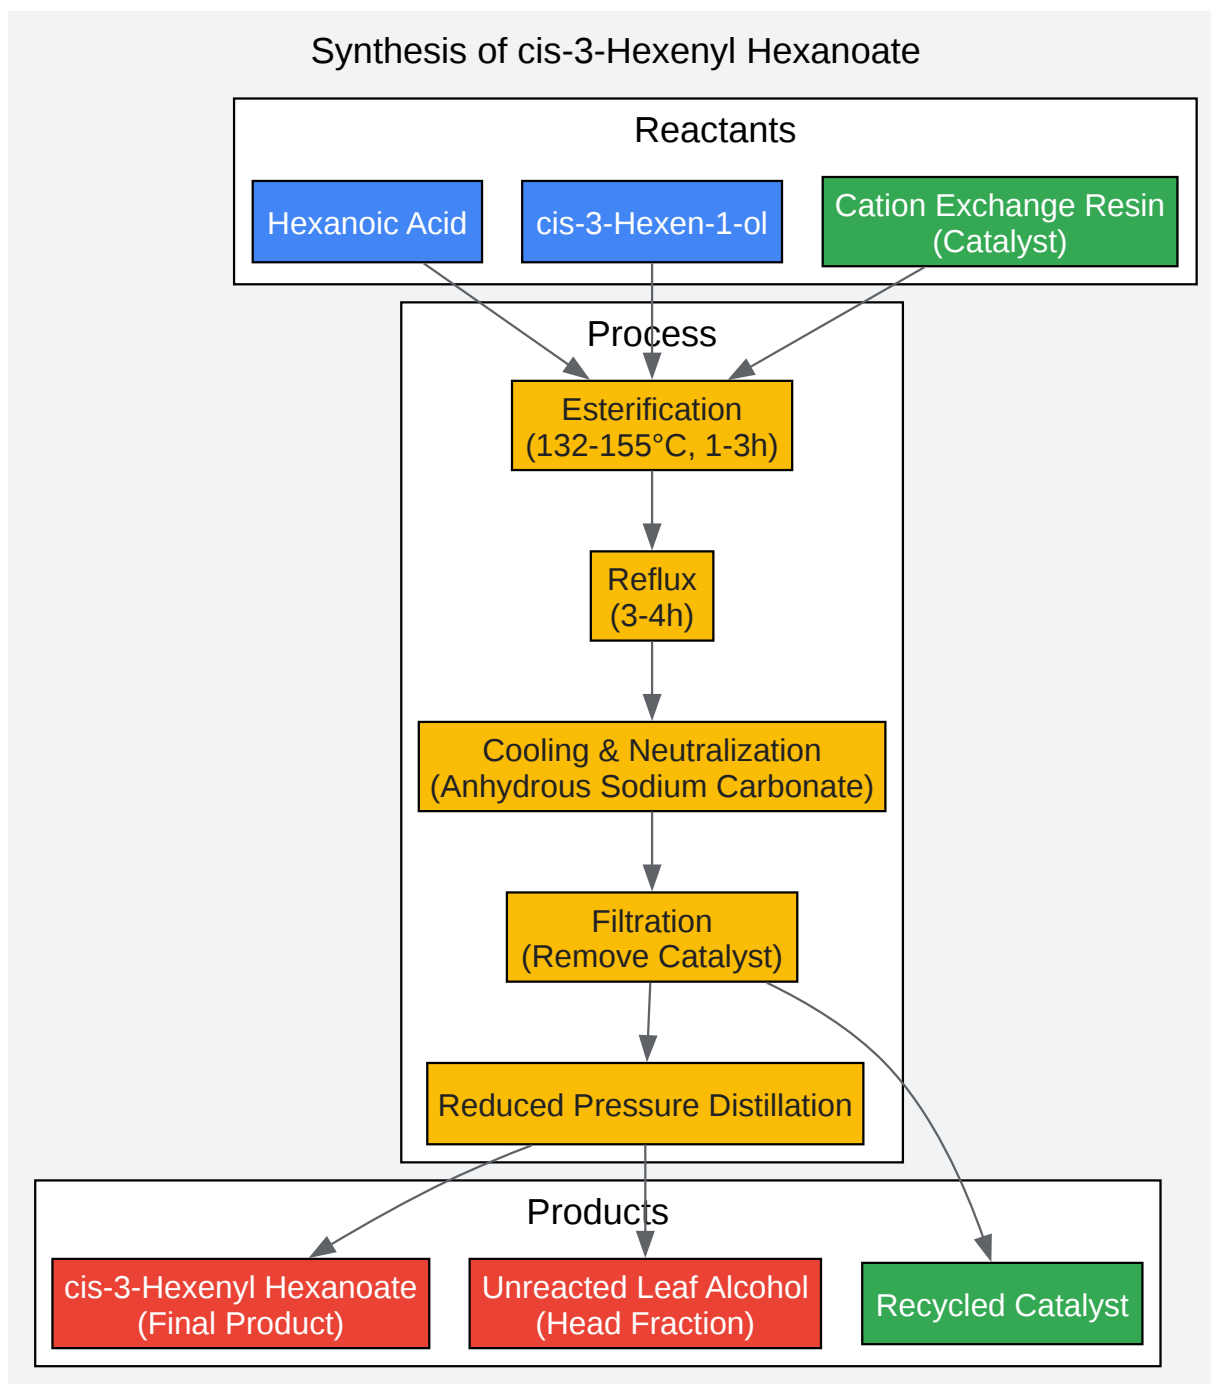 Synthesis of cis-3-Hexenyl Hexanoate
Reactants
Hexanoic Acid
cis-3-Hexen-1-ol
Cation Exchange Resin
(Catalyst)
Process
Esterification
(132-155°C, 1-3h)
Reflux
(3-4h)
Cooling & Neutralization
(Anhydrous Sodium Carbonate)
Filtration
(Remove Catalyst)
Reduced Pressure Distillation
Products
cis-3-Hexenyl Hexanoate
(Final Product)
Unreacted Leaf Alcohol
(Head Fraction)
Recycled Catalyst